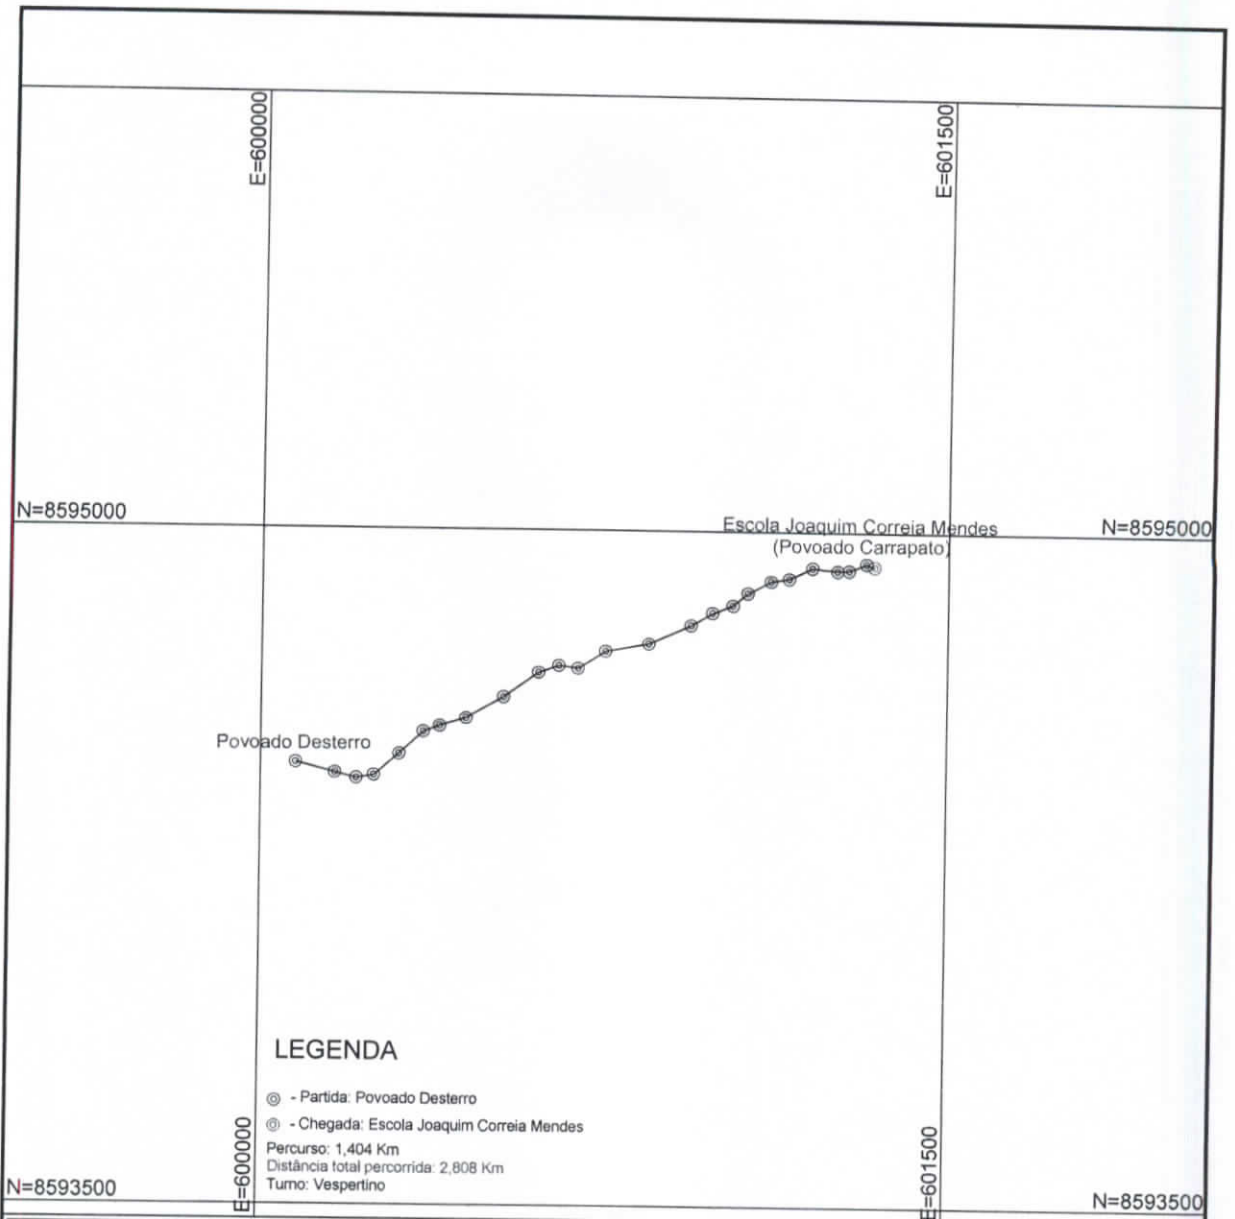 E=600000
E=601500
N=8595000
Escola Joaquim Correia Mendes
(Povoado Carrapato)
N=8595000
Povoado Desterro
LEGENDA
- Partida: Povoado Desterro
- Chegada: Escola Joaquim Correia Mendes
Percurso: 1,404 Km
Distância total percorrida: 2,808 Km
Turno: Vespertino
E=600000
E=601500
N=8593500
N=8593500